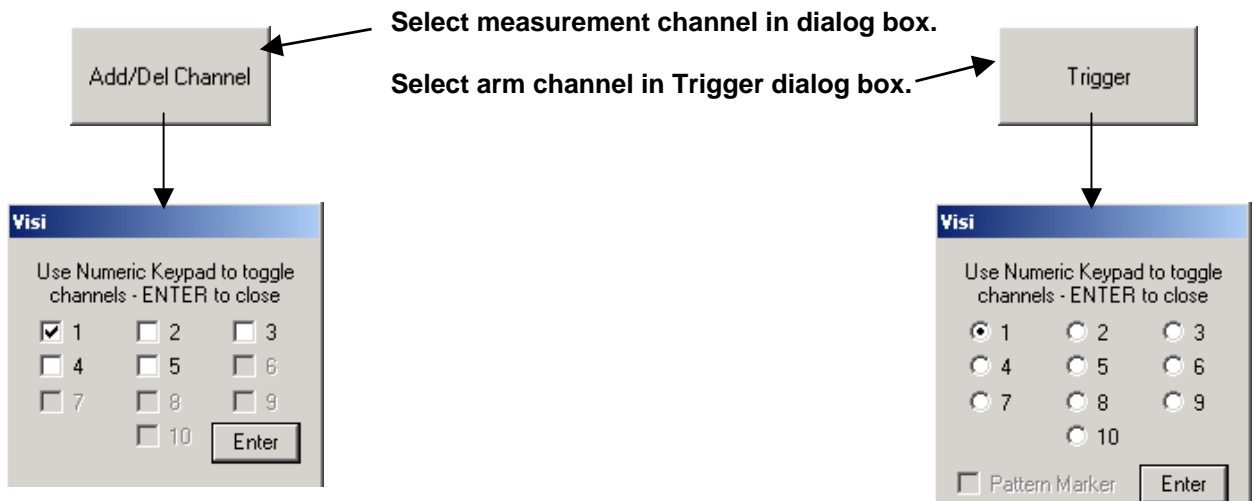 Select measurement channel in dialog box.
Add/Del Channel
Select arm channel in Trigger dialog box.
Trigger
Visi
Use Numeric Keypad to toggle
channels - ENTER to close
1 2 3
4 5 6
7 8 9
10 Enter
Visi
Use Numeric Keypad to toggle
channels - ENTER to close
1 2 3
4 5 6
7 8 9
10
Pattern Marker Enter